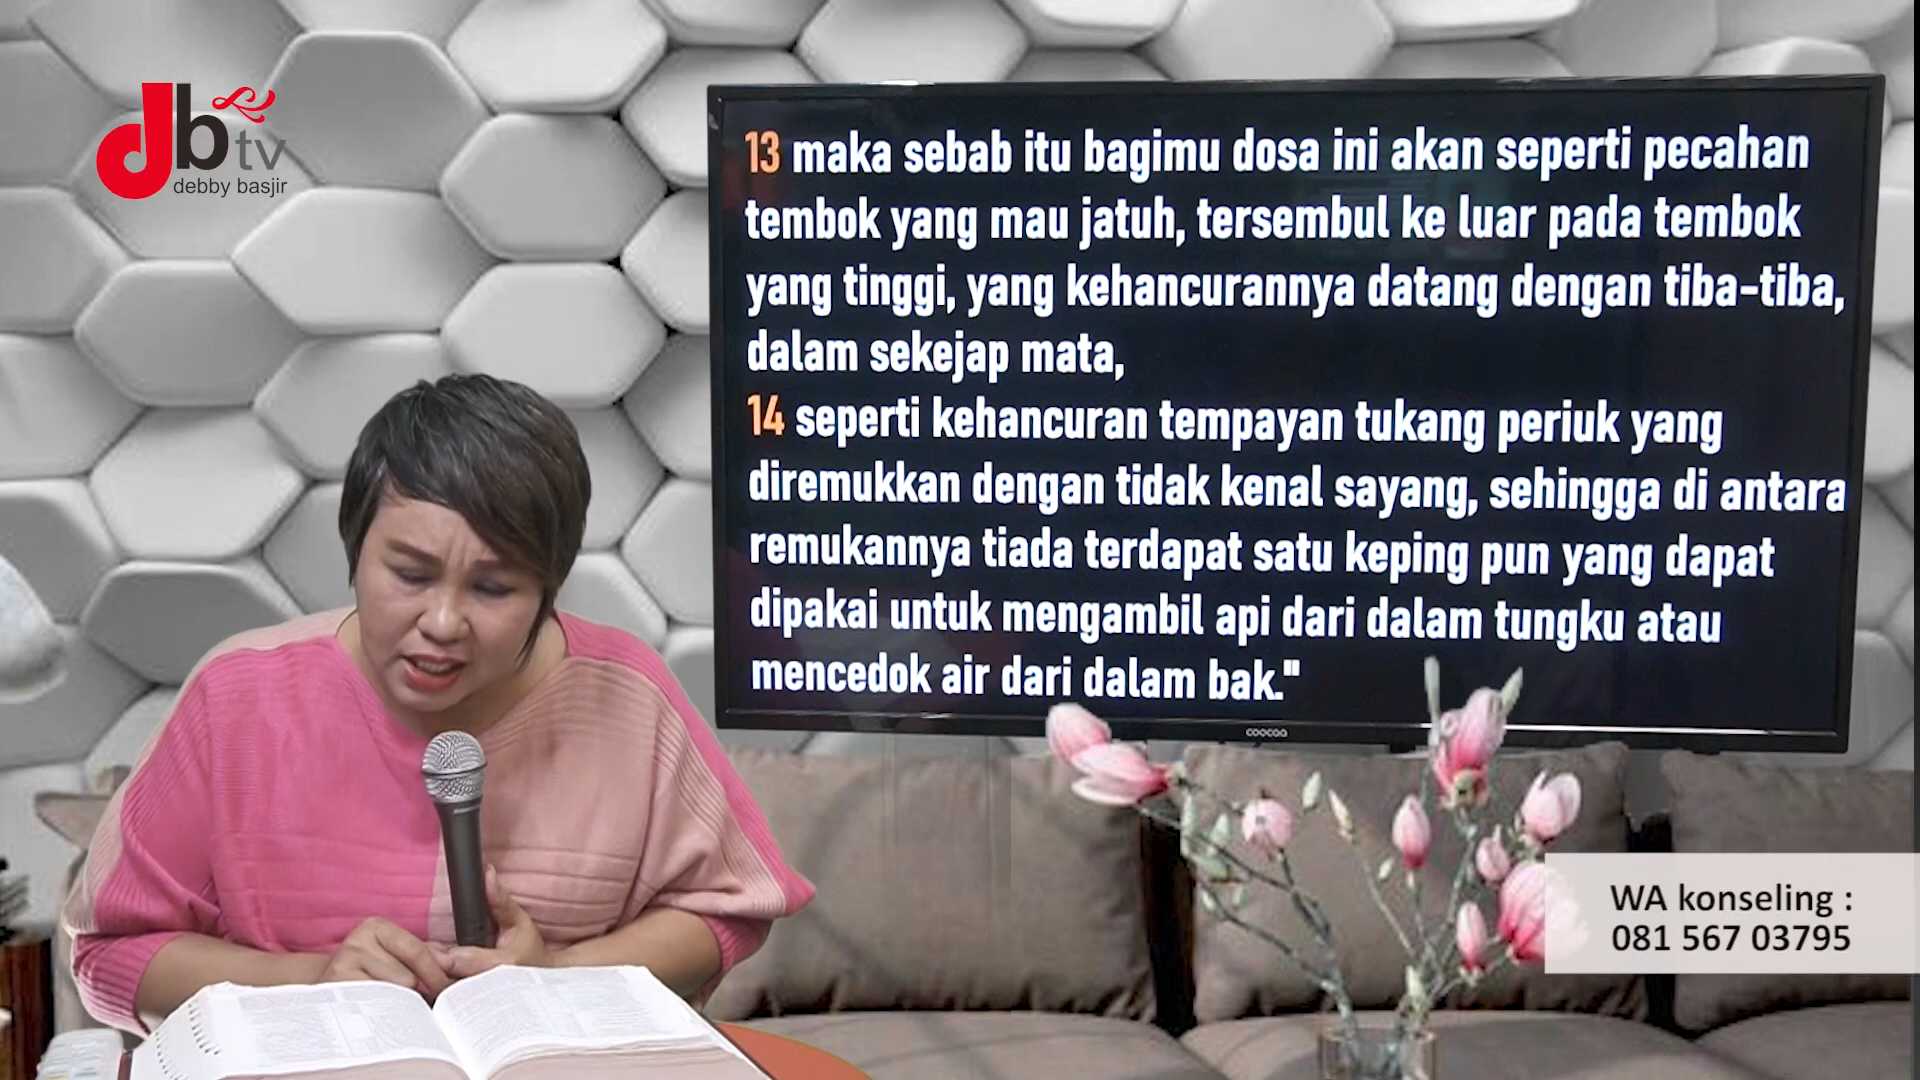 db tv
debby basjir
13 maka sebab itu bagimu dosa ini akan seperti pecahan
tembok yang mau jatuh, tersembul ke luar pada tembok
yang tinggi, yang kehancurannya datang dengan tiba-tiba,
dalam sekejap mata,
14 seperti kehancuran tempayan tukang periuk yang
diremukkan dengan tidak kenal sayang, sehingga di antara
remukannya tiada terdapat satu keping pun yang dapat
dipakai untuk mengambil api dari dalam tungku atau
mencedok air dari dalam bak."
coocaa
WA konseling :
081 567 03795